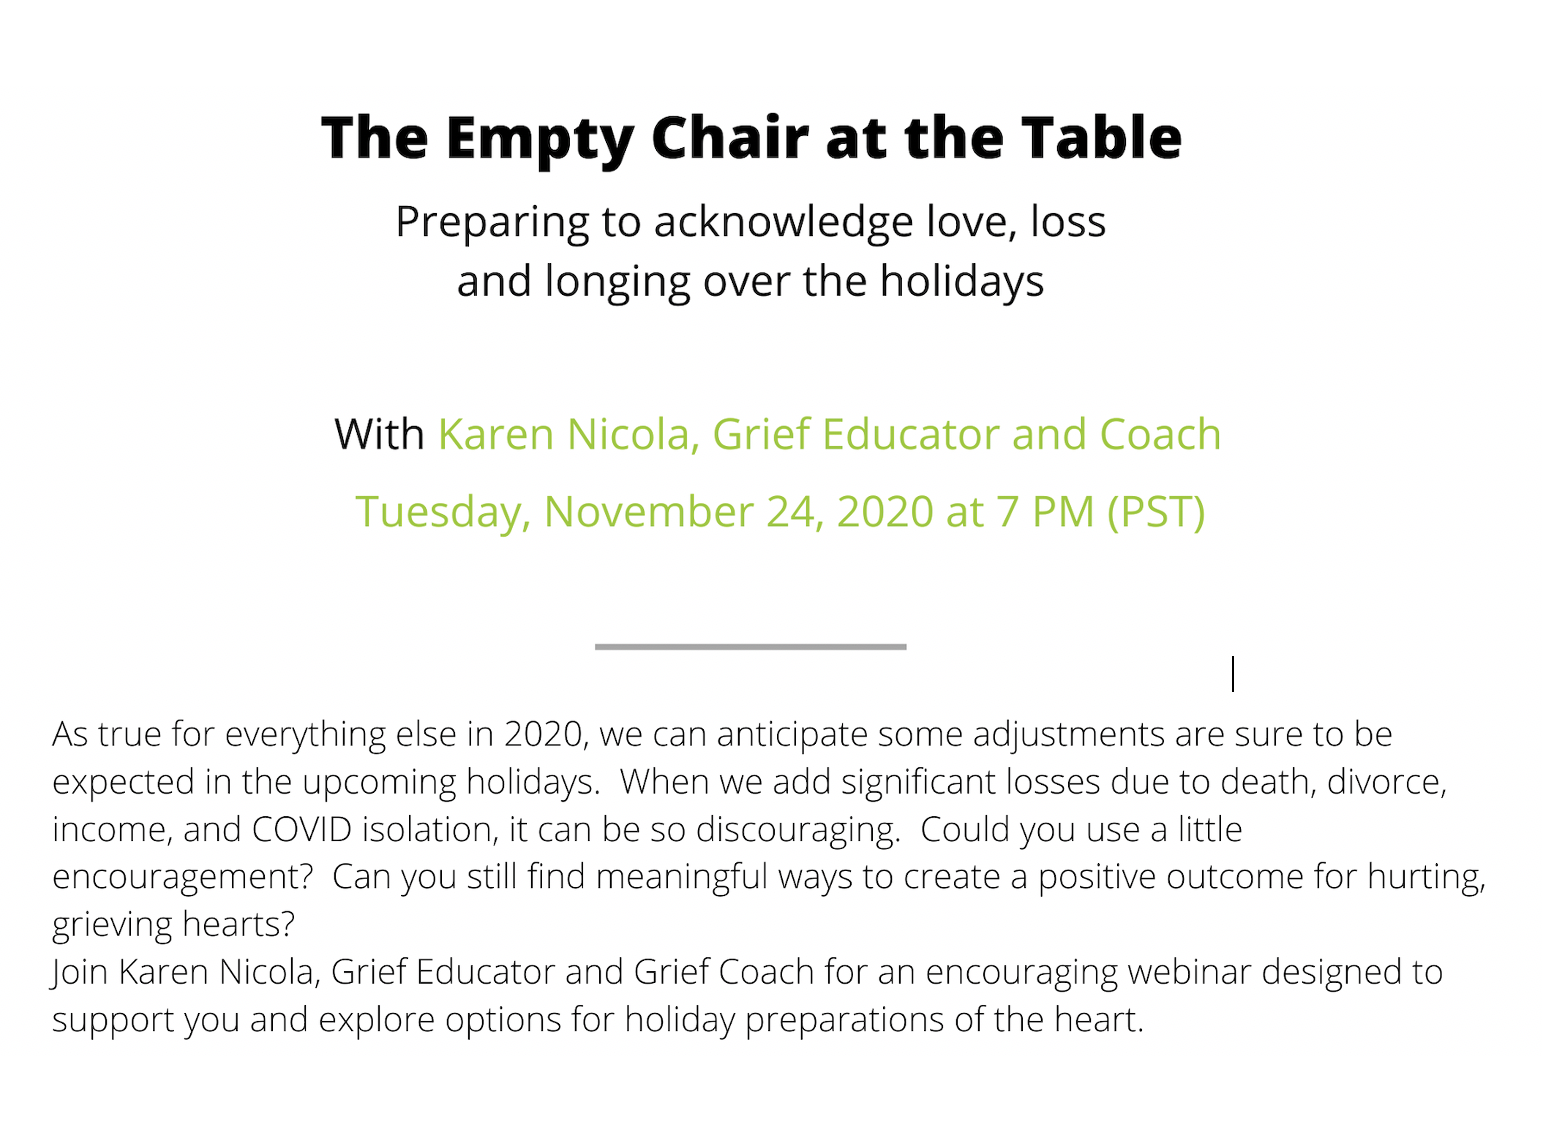 The Empty Chair at the Table
Preparing to acknowledge love, loss
and longing over the holidays
With Karen Nicola, Grief Educator and Coach
Tuesday, November 24, 2020 at 7 PM (PST)
As true for everything else in 2020, we can anticipate some adjustments are sure to be
expected in the upcoming holidays.  When we add significant losses due to death, divorce,
income, and COVID isolation, it can be so discouraging.  Could you use a little
encouragement?  Can you still find meaningful ways to create a positive outcome for hurting,
grieving hearts?
Join Karen Nicola, Grief Educator and Grief Coach for an encouraging webinar designed to
support you and explore options for holiday preparations of the heart.